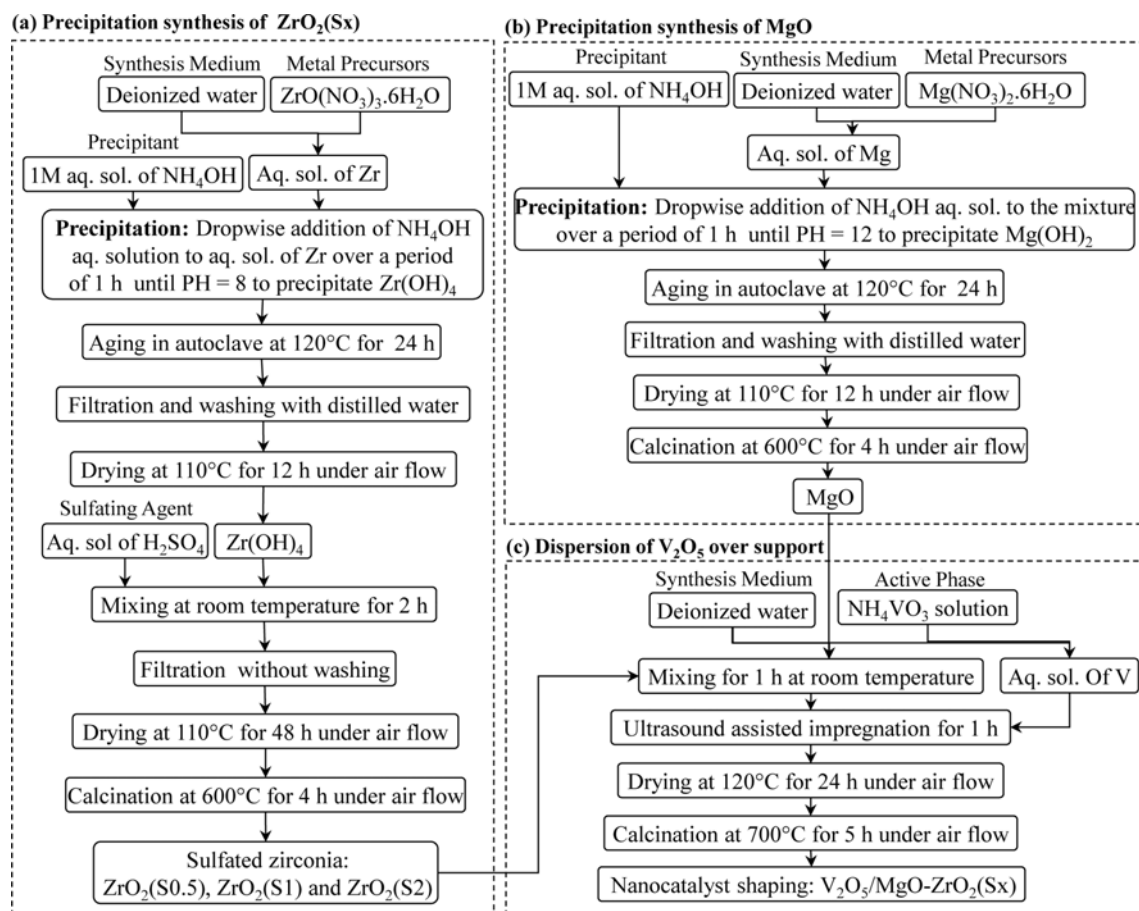 (a) Precipitation synthesis of ZrO₂(Sx)
Synthesis Medium
Metal Precursors
Deionized water
ZrO(NO₃)₃.6H₂O
Precipitant
1M aq. sol. of NH₄OH
Aq. sol. of Zr
Precipitation: Dropwise addition of NH₄OH
aq. solution to aq. sol. of Zr over a period
of 1 h until PH = 8 to precipitate Zr(OH)₄
Aging in autoclave at 120°C for 24 h
Filtration and washing with distilled water
Drying at 110°C for 12 h under air flow
Sulfating Agent
Aq. sol of H₂SO₄
Zr(OH)₄
Mixing at room temperature for 2 h
Filtration without washing
Drying at 110°C for 48 h under air flow
Calcination at 600°C for 4 h under air flow
Sulfated zirconia:
ZrO₂(S0.5), ZrO₂(S1) and ZrO₂(S2)
(b) Precipitation synthesis of MgO
Precipitant
Synthesis Medium
Metal Precursors
1M aq. sol. of NH₄OH
Deionized water
Mg(NO₃)₂.6H₂O
Aq. sol. of Mg
Precipitation: Dropwise addition of NH₄OH aq. sol. to the mixture
over a period of 1 h until PH = 12 to precipitate Mg(OH)₂
Aging in autoclave at 120°C for 24 h
Filtration and washing with distilled water
Drying at 110°C for 12 h under air flow
Calcination at 600°C for 4 h under air flow
MgO
(c) Dispersion of V₂O₅ over support
Synthesis Medium
Active Phase
Deionized water
NH₄VO₃ solution
Mixing for 1 h at room temperature
Aq. sol. Of V
Ultrasound assisted impregnation for 1 h
Drying at 120°C for 24 h under air flow
Calcination at 700°C for 5 h under air flow
Nanocatalyst shaping: V₂O₅/MgO-ZrO₂(Sx)